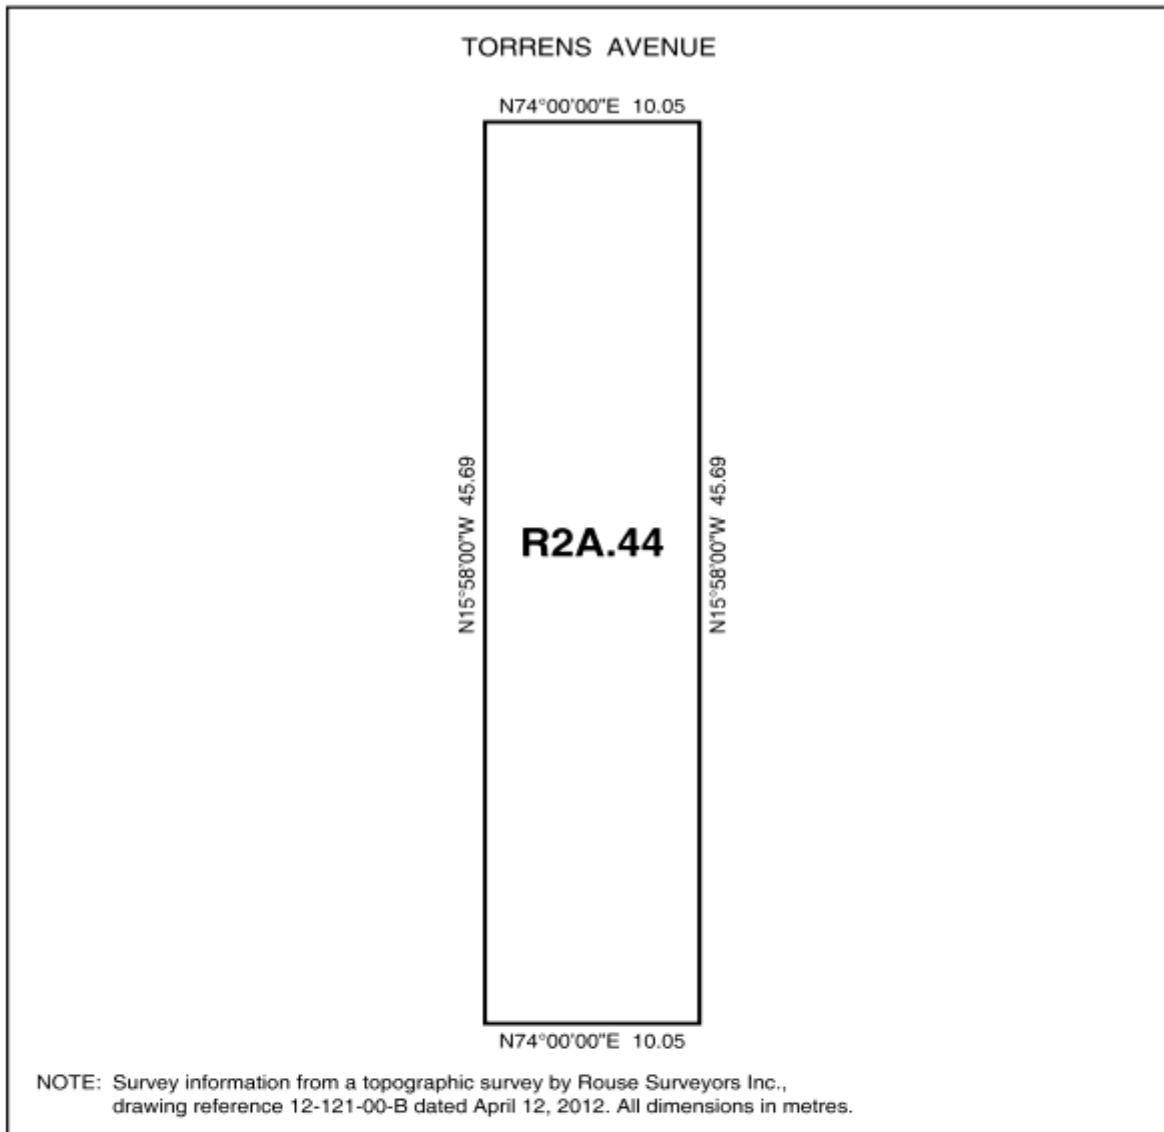 TORRENS AVENUE
N74°00'00"E 10.05
N15°58'00"W 45.69
R2A.44
N15°58'00"W 45.69
N74°00'00"E 10.05
NOTE: Survey information from a topographic survey by Rouse Surveyors Inc.,
drawing reference 12-121-00-B dated April 12, 2012. All dimensions in metres.